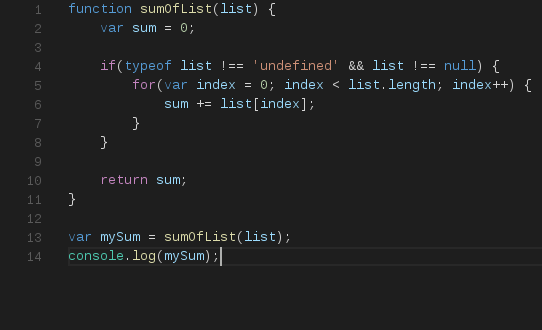 1 function sumOfList(list) {
2     var sum = 0;
3
4     if(typeof list !== 'undefined' && list !== null) {
5         for(var index = 0; index < list.length; index++) {
6             sum += list[index];
7         }
8     }
9
10     return sum;
11 }
12
13 var mySum = sumOfList(list);
14 console.log(mySum);